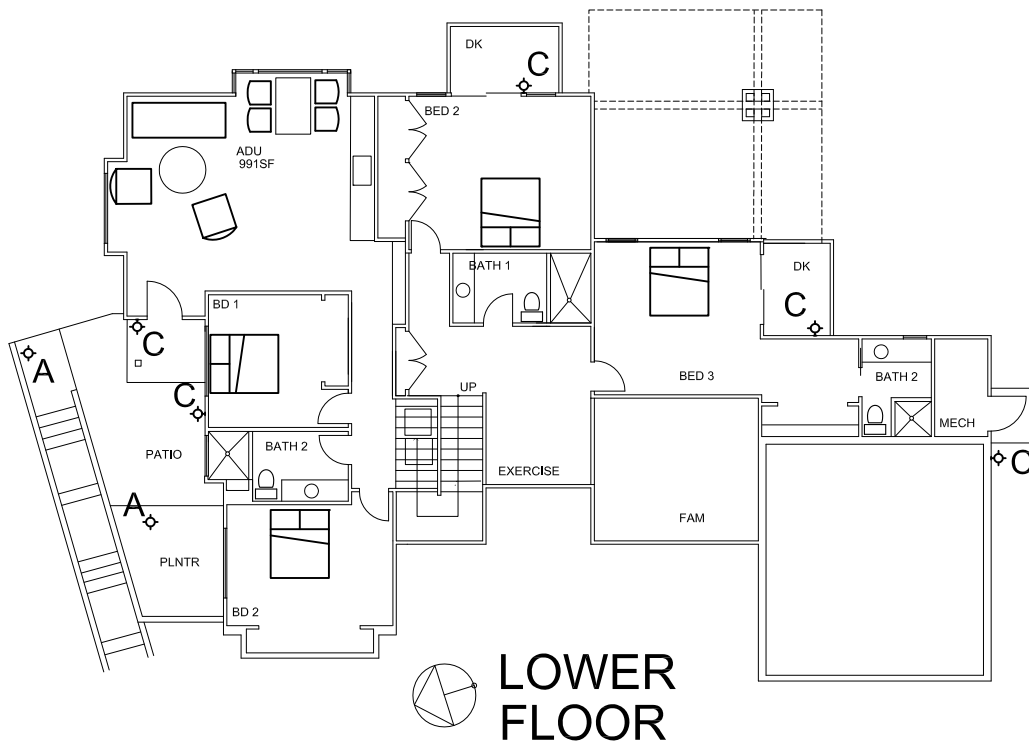 DK
C
BED 2
ADU
991SF
BATH 1
DK
C
BD 1
C
A
C
UP
BED 3
BATH 2
MECH
PATIO
BATH 2
EXERCISE
C
A
FAM
PLNTR
BD 2
LOWER
FLOOR